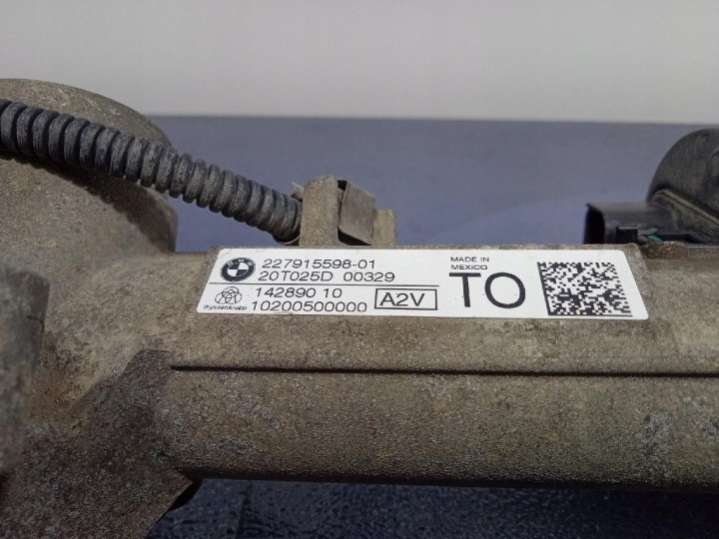 227915598-01
20T025D 00329
142890 10
10200500000
A2V
MADE IN
MEXICO
TO